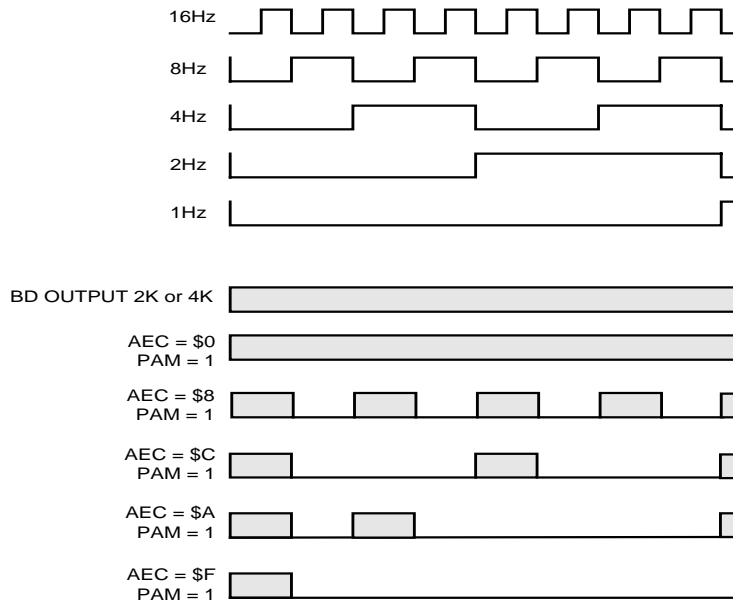 16Hz
8Hz
4Hz
2Hz
1Hz
BD OUTPUT 2K or 4K
AEC = $0
PAM = 1
AEC = $8
PAM = 1
AEC = $C
PAM = 1
AEC = $A
PAM = 1
AEC = $F
PAM = 1